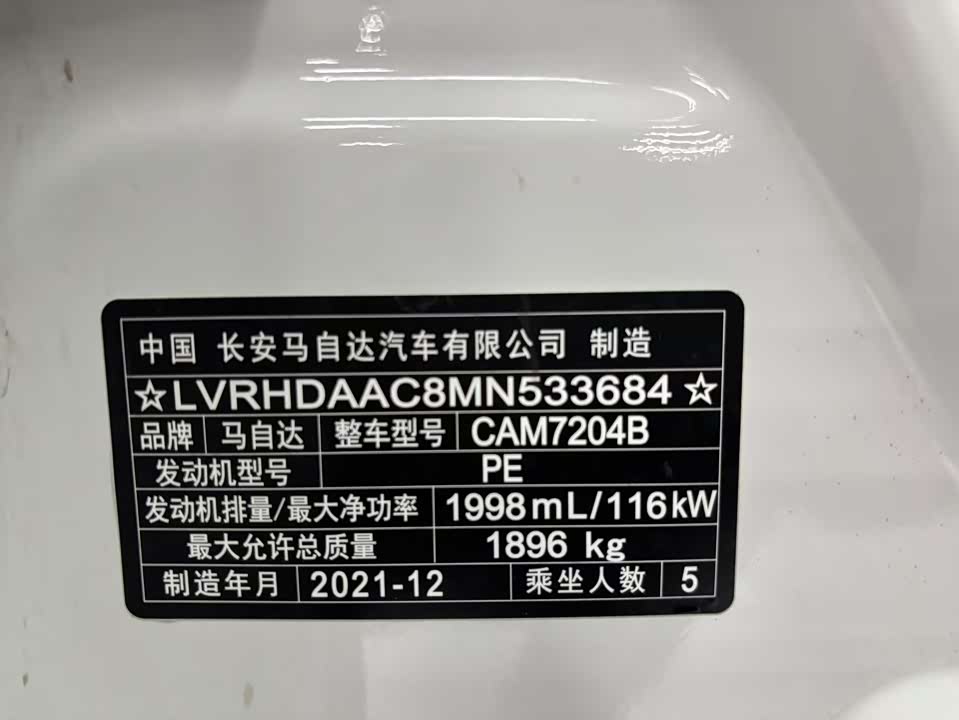 中国 长安马自达汽车有限公司 制造
☆LVRHDAAC8MN533684☆
品牌 马自达 整车型号 CAM7204B
发动机型号 PE
发动机排量/最大净功率 1998mL/116kW
最大允许总质量 1896 kg
制造年月 2021-12 乘坐人数 5